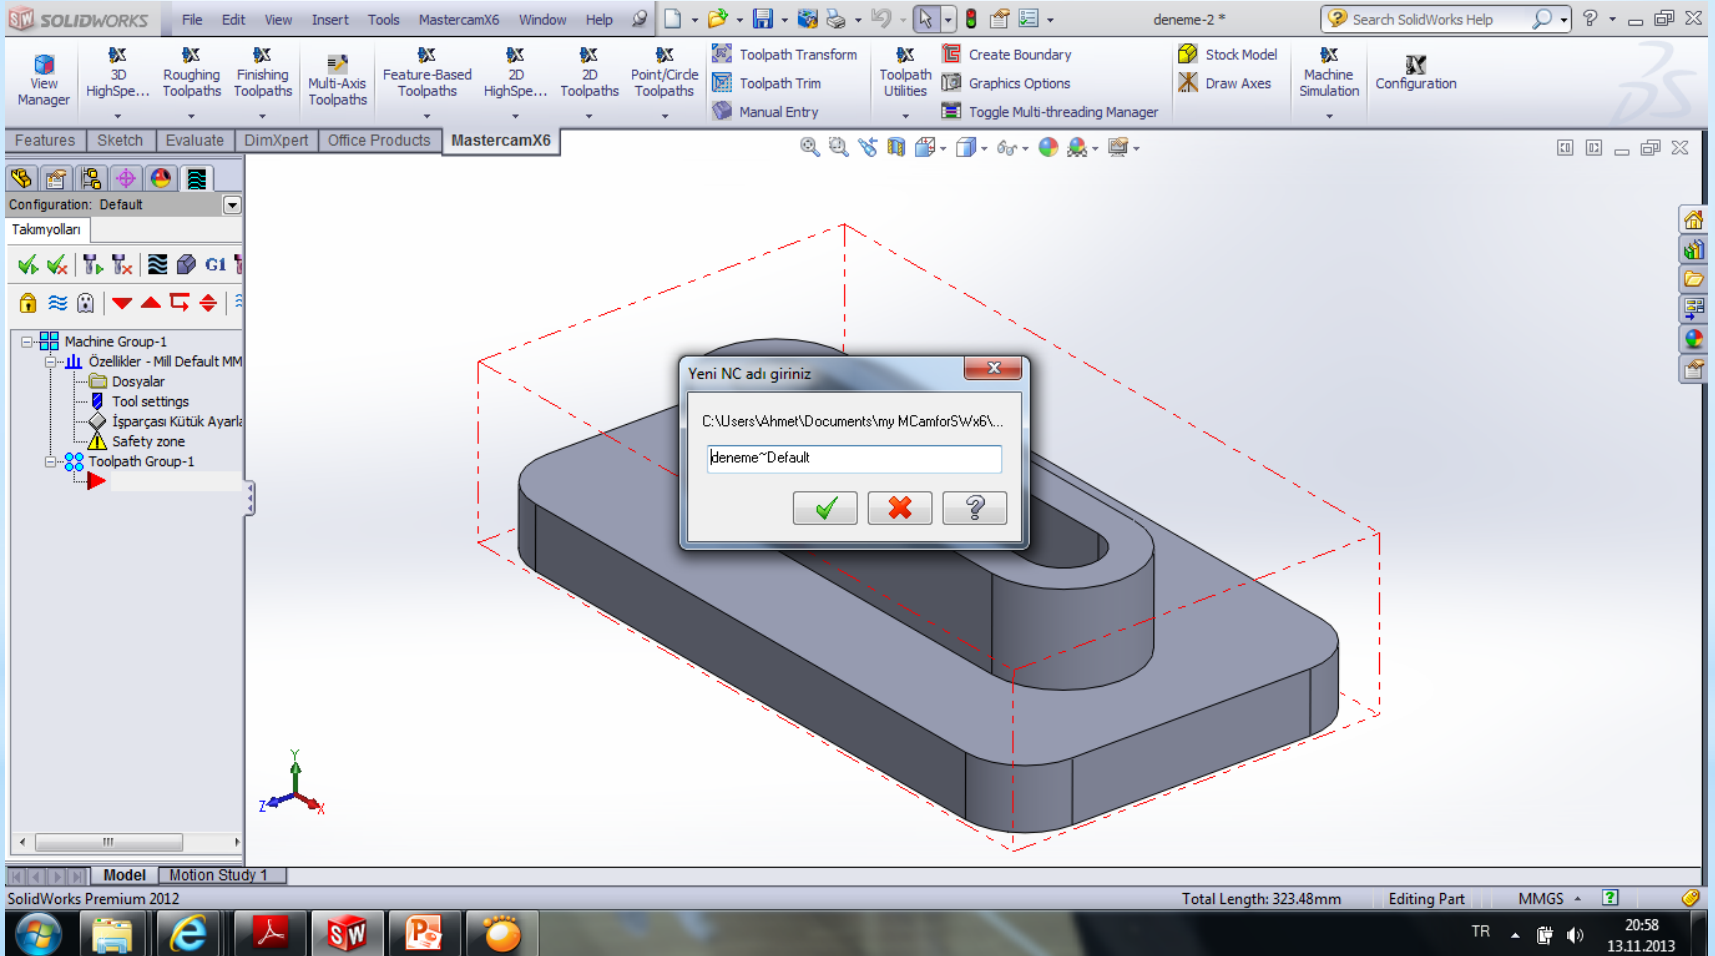 SOLIDWORKS File Edit View Insert Tools MastercamX6 Window Help deneme-2 * Search SolidWorks Help
View Manager
3D HighSpe...
Roughing Toolpaths
Finishing Toolpaths
Multi-Axis Toolpaths
Feature-Based Toolpaths
2D HighSpe...
2D Toolpaths
Point/Circle Toolpaths
Toolpath Transform
Toolpath Trim
Manual Entry
Toolpath Utilities
Create Boundary
Graphics Options
Toggle Multi-threading Manager
Stock Model
Draw Axes
Machine Simulation
Configuration
Features Sketch Evaluate DimXpert Office Products MastercamX6
Configuration: Default
Takımyolları
G1
Machine Group-1
Özellikler - Mill Default MM
Dosyalar
Tool settings
İşparçası Kütük Ayarla
Safety zone
Toolpath Group-1
Yeni NC adı giriniz
C:\Users\Ahmet\Documents\my MCamforSWx6\...
deneme~Default
Y
Z
X
Model Motion Study 1
SolidWorks Premium 2012 Total Length: 323.48mm Editing Part MMGS
TR 20:58
13.11.2013